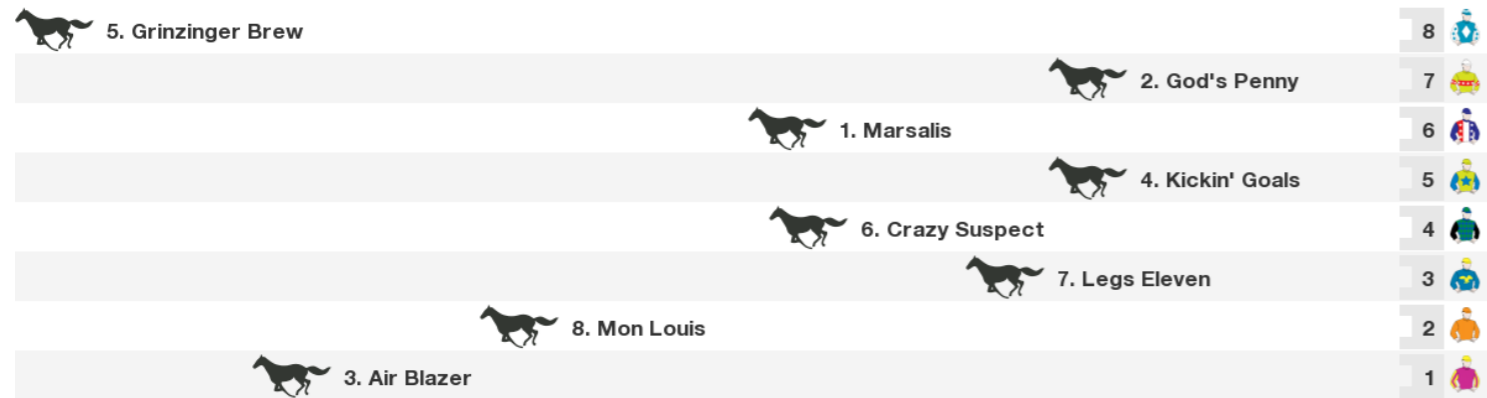 5. Grinzinger Brew 8
2. God's Penny 7
1. Marsalis 6
4. Kickin' Goals 5
6. Crazy Suspect 4
7. Legs Eleven 3
8. Mon Louis 2
3. Air Blazer 1